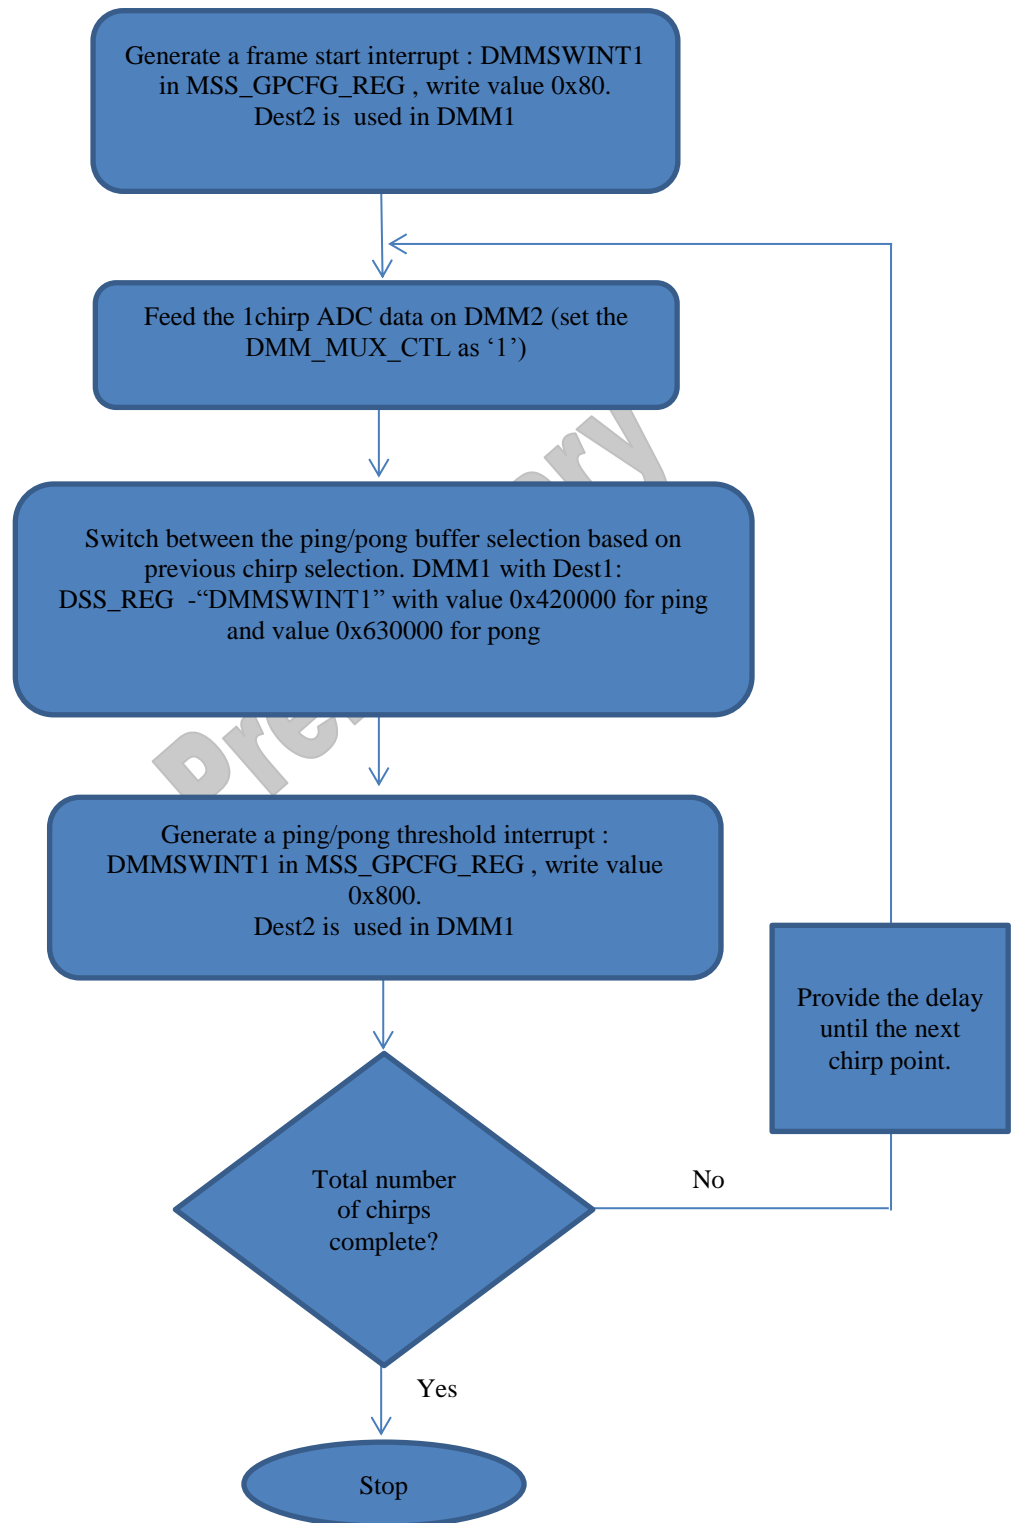 Generate a frame start interrupt : DMMSWINT1
in MSS_GPCFG_REG , write value 0x80.
Dest2 is  used in DMM1
Feed the 1chirp ADC data on DMM2 (set the
DMM_MUX_CTL as ‘1’)
Switch between the ping/pong buffer selection based on
previous chirp selection. DMM1 with Dest1:
DSS_REG  -“DMMSWINT1” with value 0x420000 for ping
and value 0x630000 for pong
Generate a ping/pong threshold interrupt :
DMMSWINT1 in MSS_GPCFG_REG , write value
0x800.
Dest2 is  used in DMM1
Provide the delay
until the next
chirp point.
Total number
of chirps
complete?
No
Yes
Stop